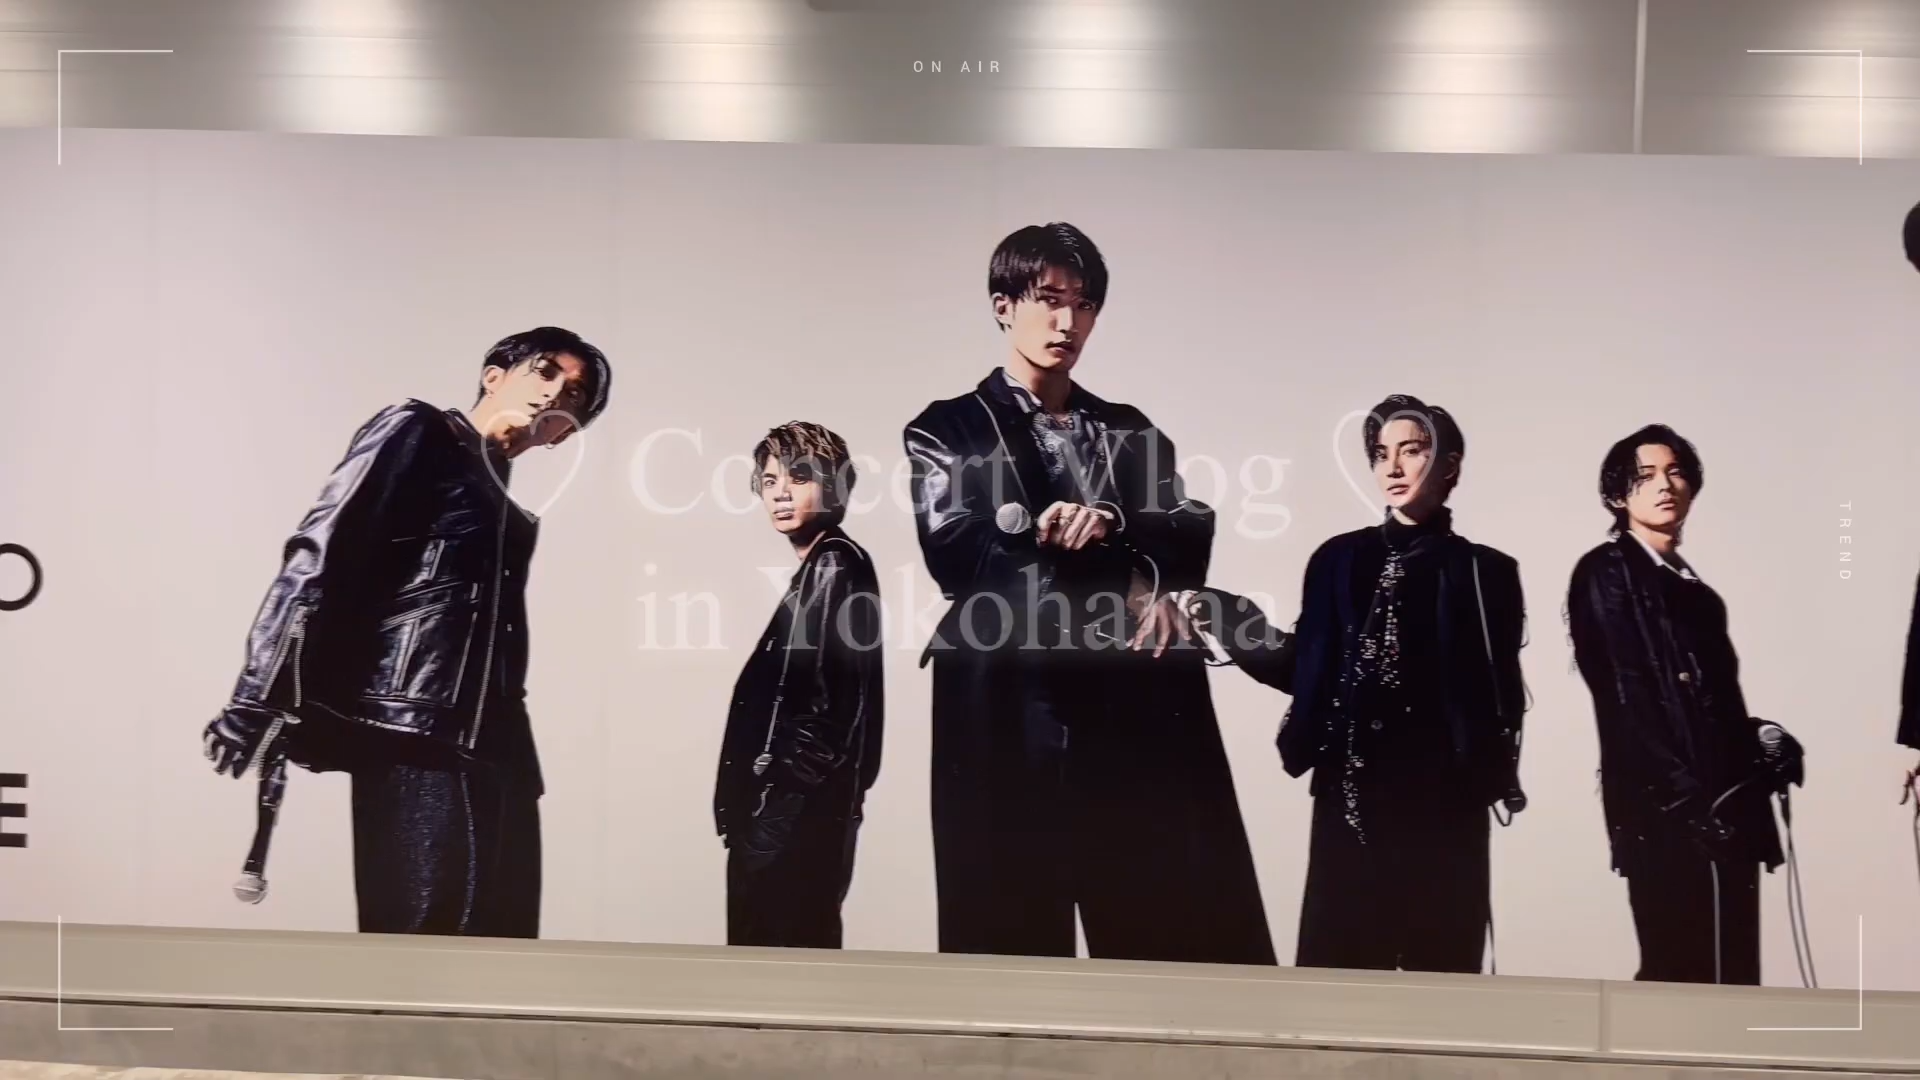 ON AIR
♡ Concert Vlog ♡
in Yokohama
TREND
O
E